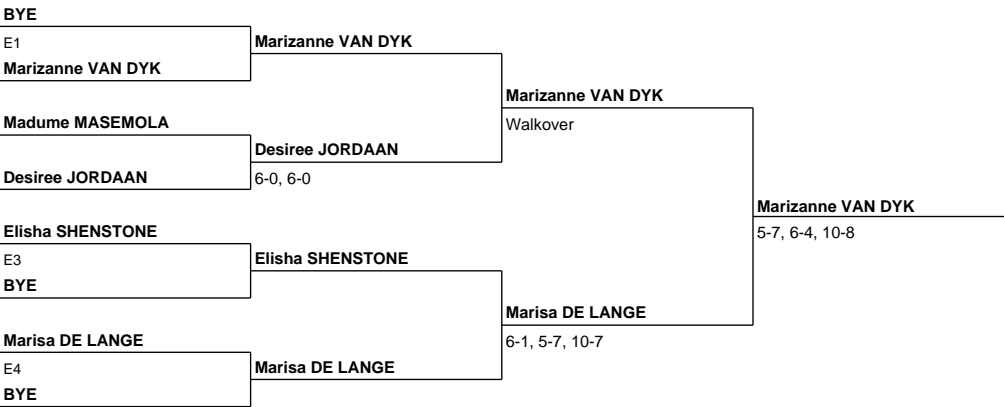 BYE
E1
Marizanne VAN DYK
Madume MASEMOLA
Desiree JORDAAN
Elisha SHENSTONE
E3
BYE
Marisa DE LANGE
E4
BYE
Marizanne VAN DYK
Desiree JORDAAN
6-0, 6-0
Elisha SHENSTONE
Marisa DE LANGE
Marizanne VAN DYK
Walkover
Marisa DE LANGE
6-1, 5-7, 10-7
Marizanne VAN DYK
5-7, 6-4, 10-8